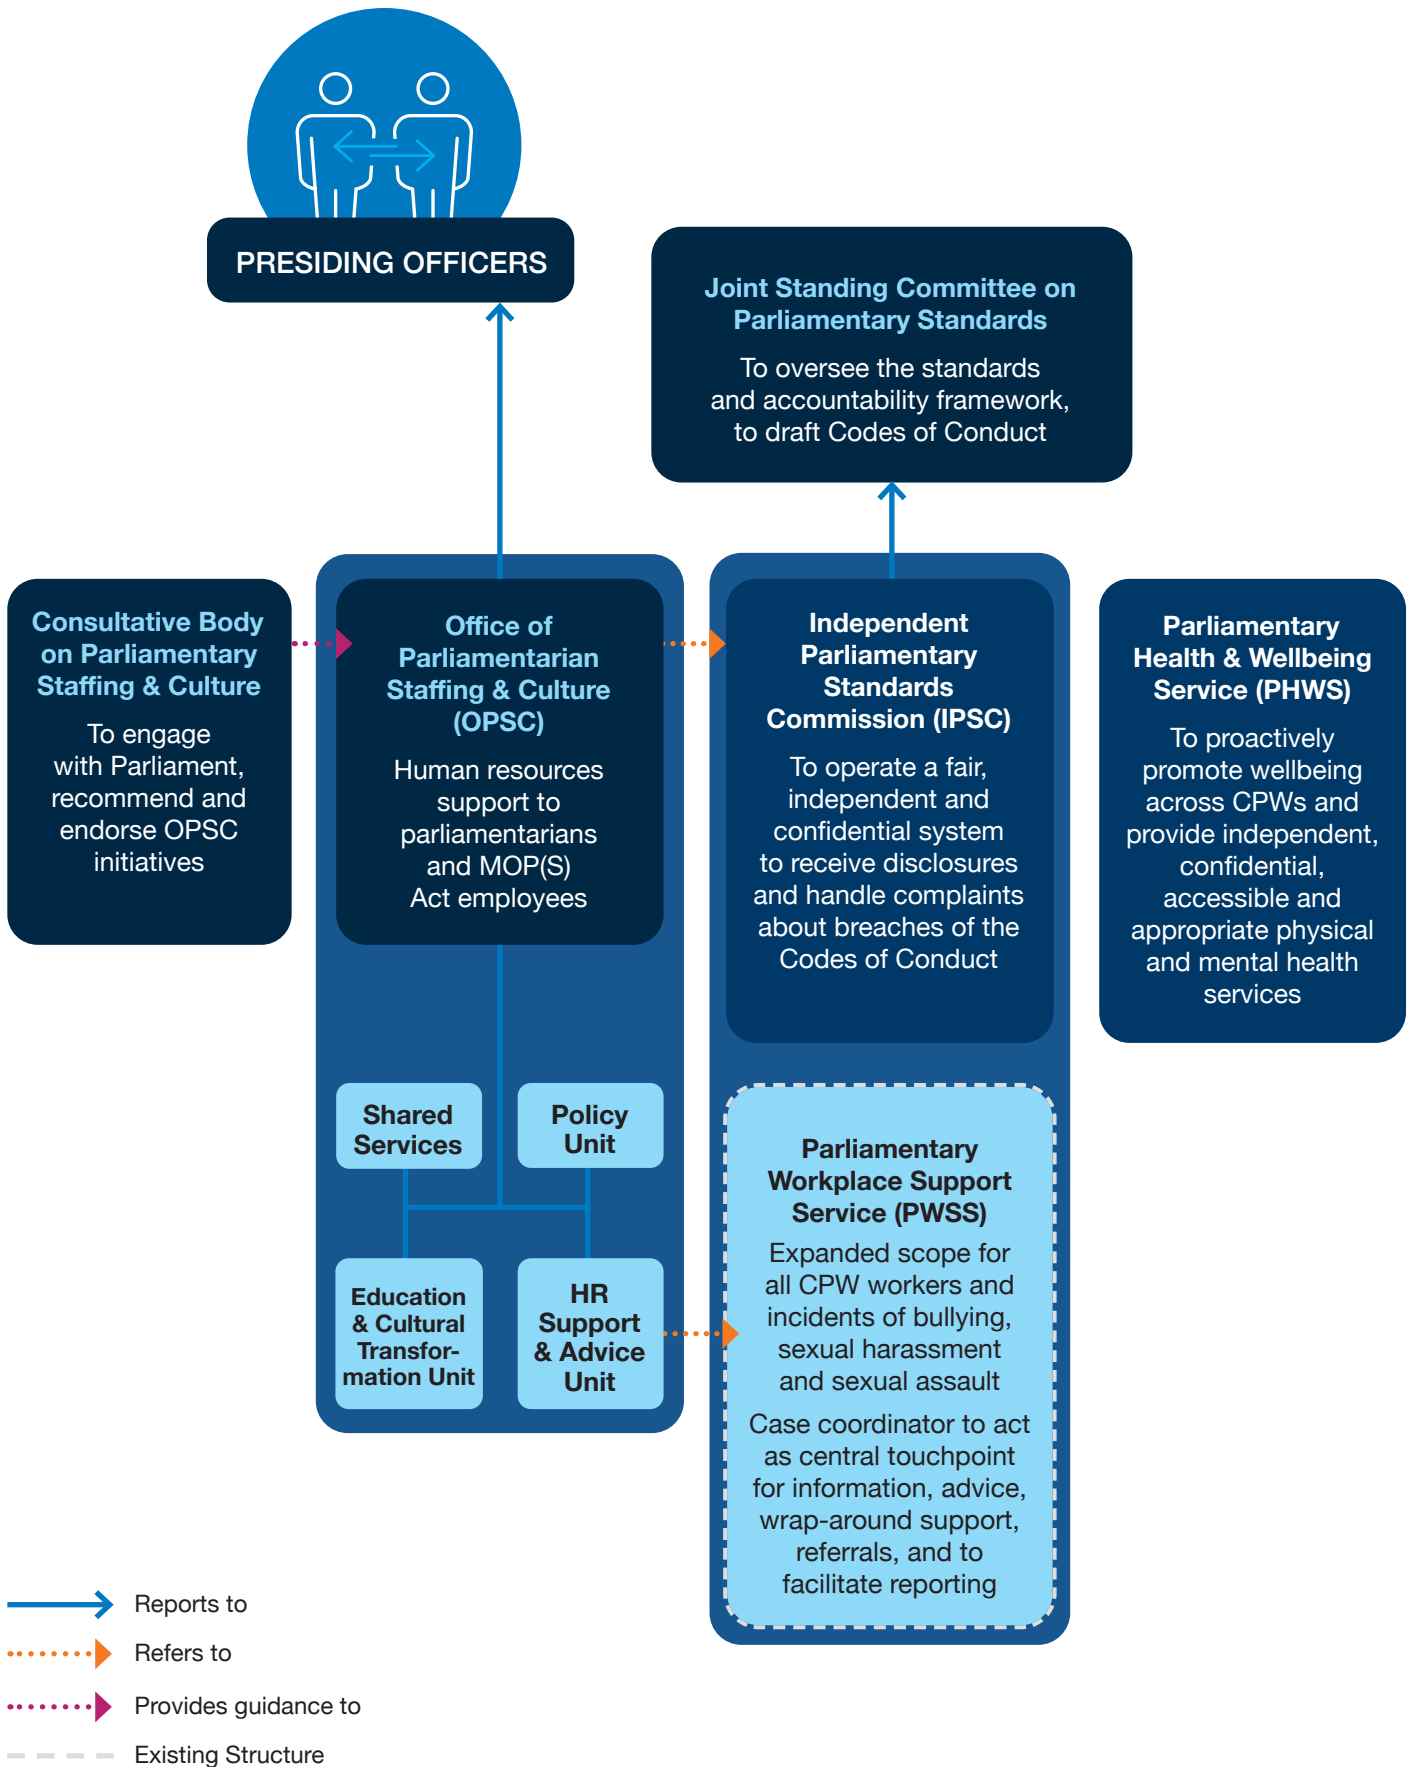 PRESIDING OFFICERS
Joint Standing Committee on
Parliamentary Standards
To oversee the standards
and accountability framework,
to draft Codes of Conduct
Consultative Body
on Parliamentary
Staffing & Culture
To engage
with Parliament,
recommend and
endorse OPSC
initiatives
Office of
Parliamentarian
Staffing & Culture
(OPSC)
Human resources
support to
parliamentarians
and MOP(S)
Act employees
Independent
Parliamentary
Standards
Commission (IPSC)
To operate a fair,
independent and
confidential system
to receive disclosures
and handle complaints
about breaches of the
Codes of Conduct
Parliamentary
Health & Wellbeing
Service (PHWS)
To proactively
promote wellbeing
across CPWs and
provide independent,
confidential,
accessible and
appropriate physical
and mental health
services
Shared
Services
Policy
Unit
Education
& Cultural
Transfor-
mation Unit
HR
Support
& Advice
Unit
Parliamentary
Workplace Support
Service (PWSS)
Expanded scope for
all CPW workers and
incidents of bullying,
sexual harassment
and sexual assault
Case coordinator to act
as central touchpoint
for information, advice,
wrap-around support,
referrals, and to
facilitate reporting
Reports to
Refers to
Provides guidance to
Existing Structure